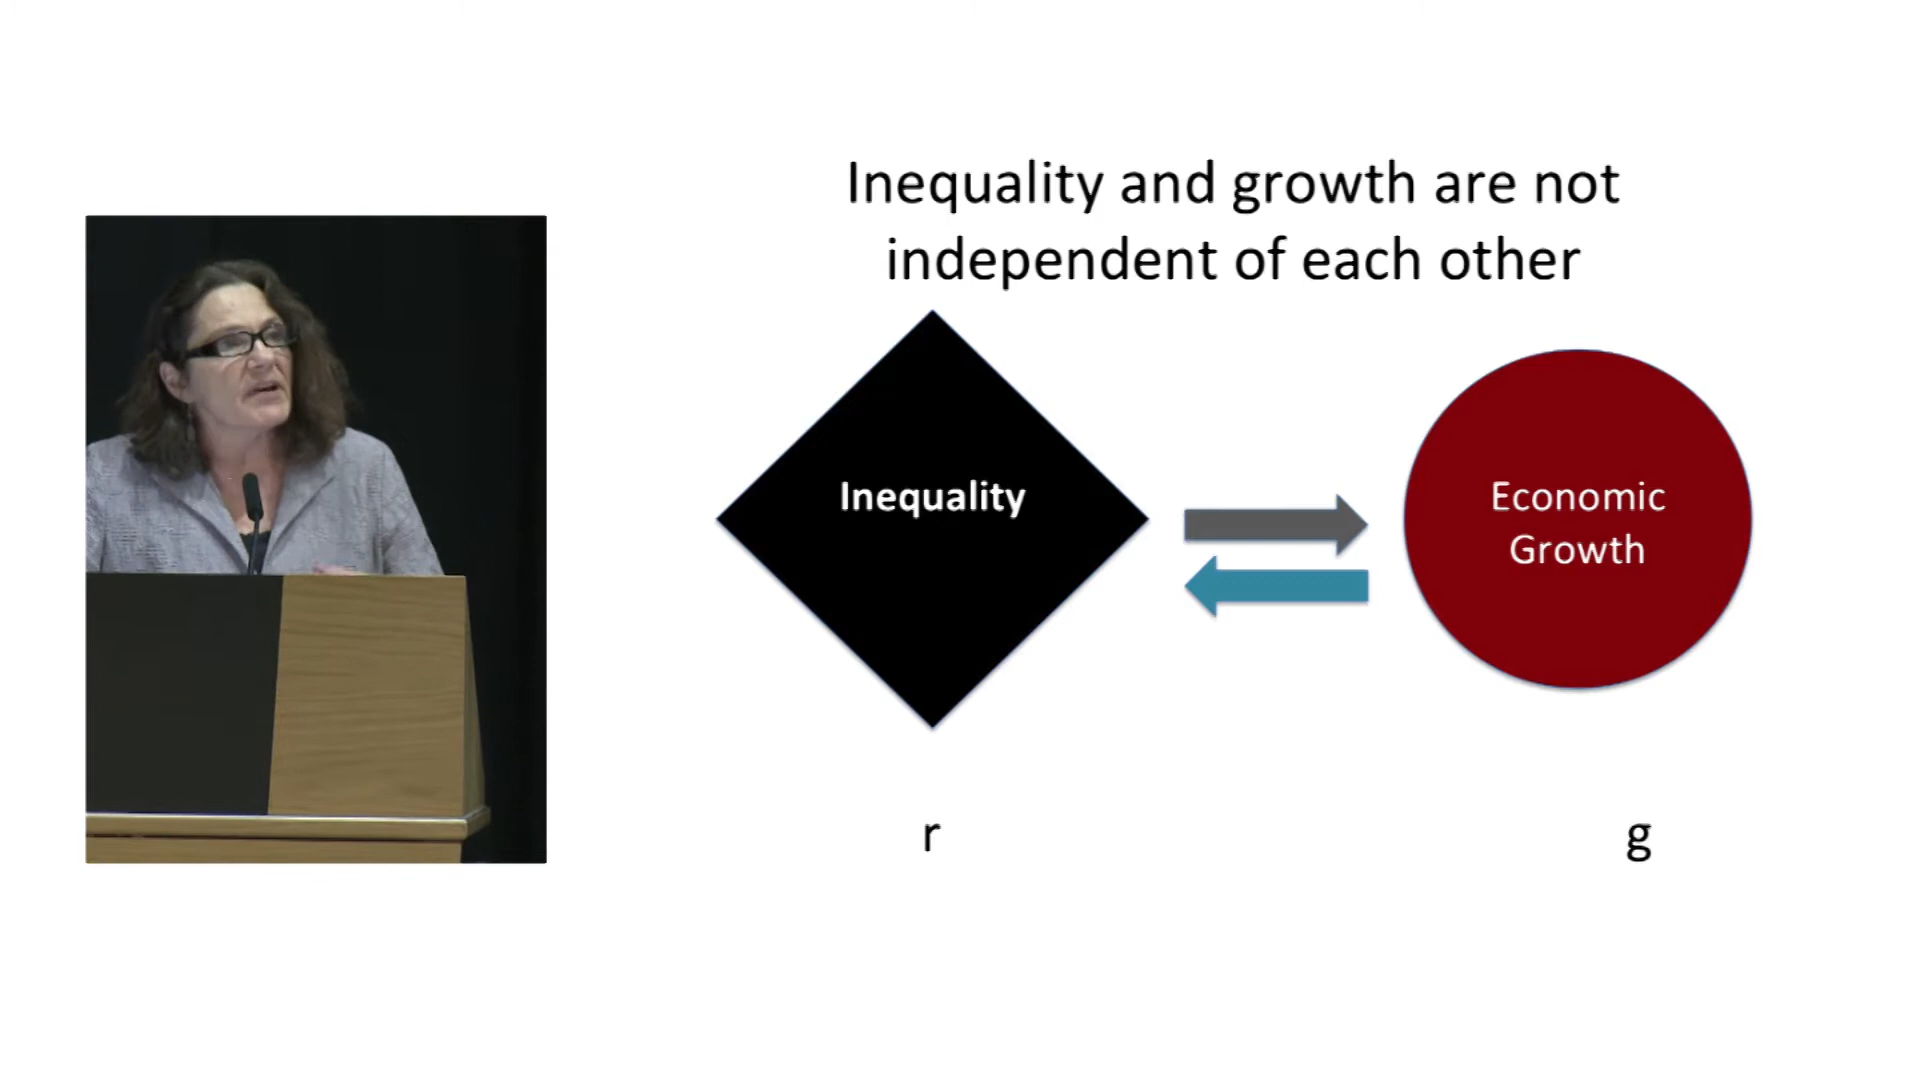 Inequality and growth are not
independent of each other
Inequality
Economic
Growth
r
g